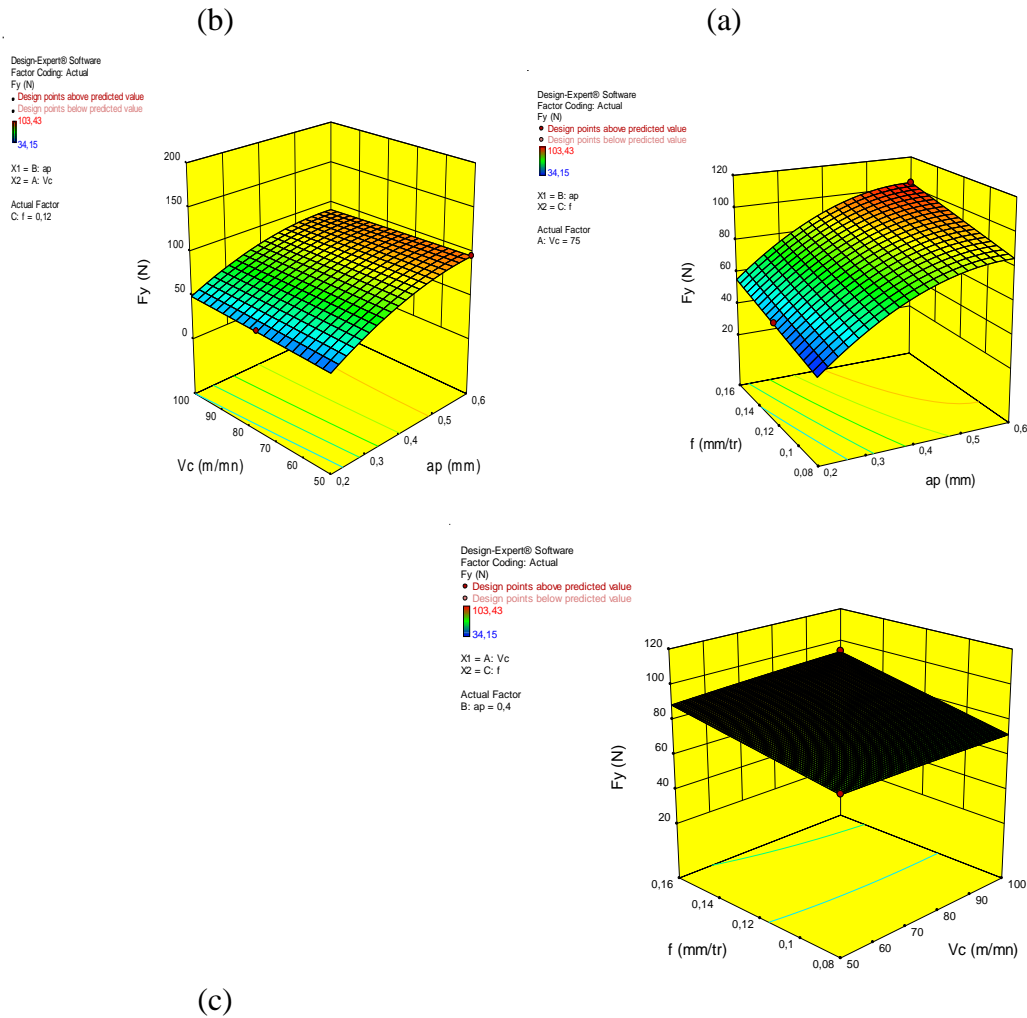 (b)
(a)
Design-Expert® Software
Factor Coding: Actual
Fy (N)
Design points above predicted value
Design points below predicted value
103,43
34,15
X1 = B: ap
X2 = A: Vc
Actual Factor
C: f = 0,12
200
150
100
50
0
Fy (N)
100
90
80
70
60
50
Vc (m/mn)
0,2
0,3
0,4
0,5
0,6
ap (mm)
Design-Expert® Software
Factor Coding: Actual
Fy (N)
Design points above predicted value
Design points below predicted value
103,43
34,15
X1 = B: ap
X2 = C: f
Actual Factor
A: Vc = 75
120
100
80
60
40
20
Fy (N)
0,16
0,14
0,12
0,1
0,08
f (mm/tr)
0,2
0,3
0,4
0,5
0,6
ap (mm)
Design-Expert® Software
Factor Coding: Actual
Fy (N)
Design points above predicted value
Design points below predicted value
103,43
34,15
X1 = A: Vc
X2 = C: f
Actual Factor
B: ap = 0,4
120
100
80
60
40
20
Fy (N)
0,16
0,14
0,12
0,1
0,08
f (mm/tr)
50
60
70
80
90
100
Vc (m/mn)
(c)